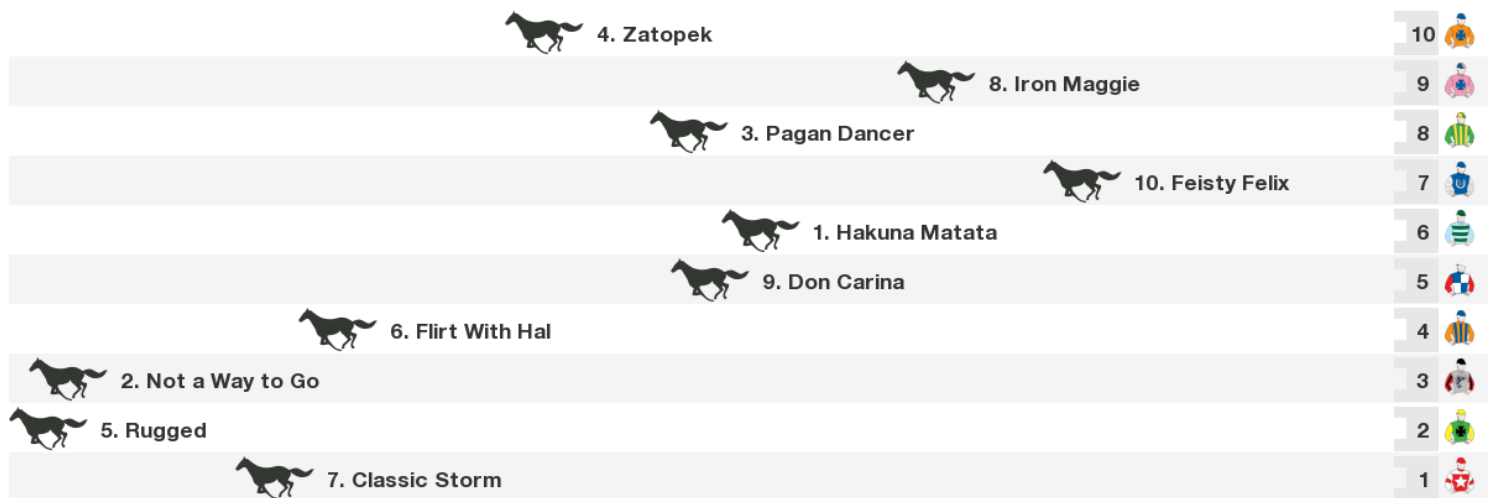 4. Zatopek 10
8. Iron Maggie 9
3. Pagan Dancer 8
10. Feisty Felix 7
1. Hakuna Matata 6
9. Don Carina 5
6. Flirt With Hal 4
2. Not a Way to Go 3
5. Rugged 2
7. Classic Storm 1